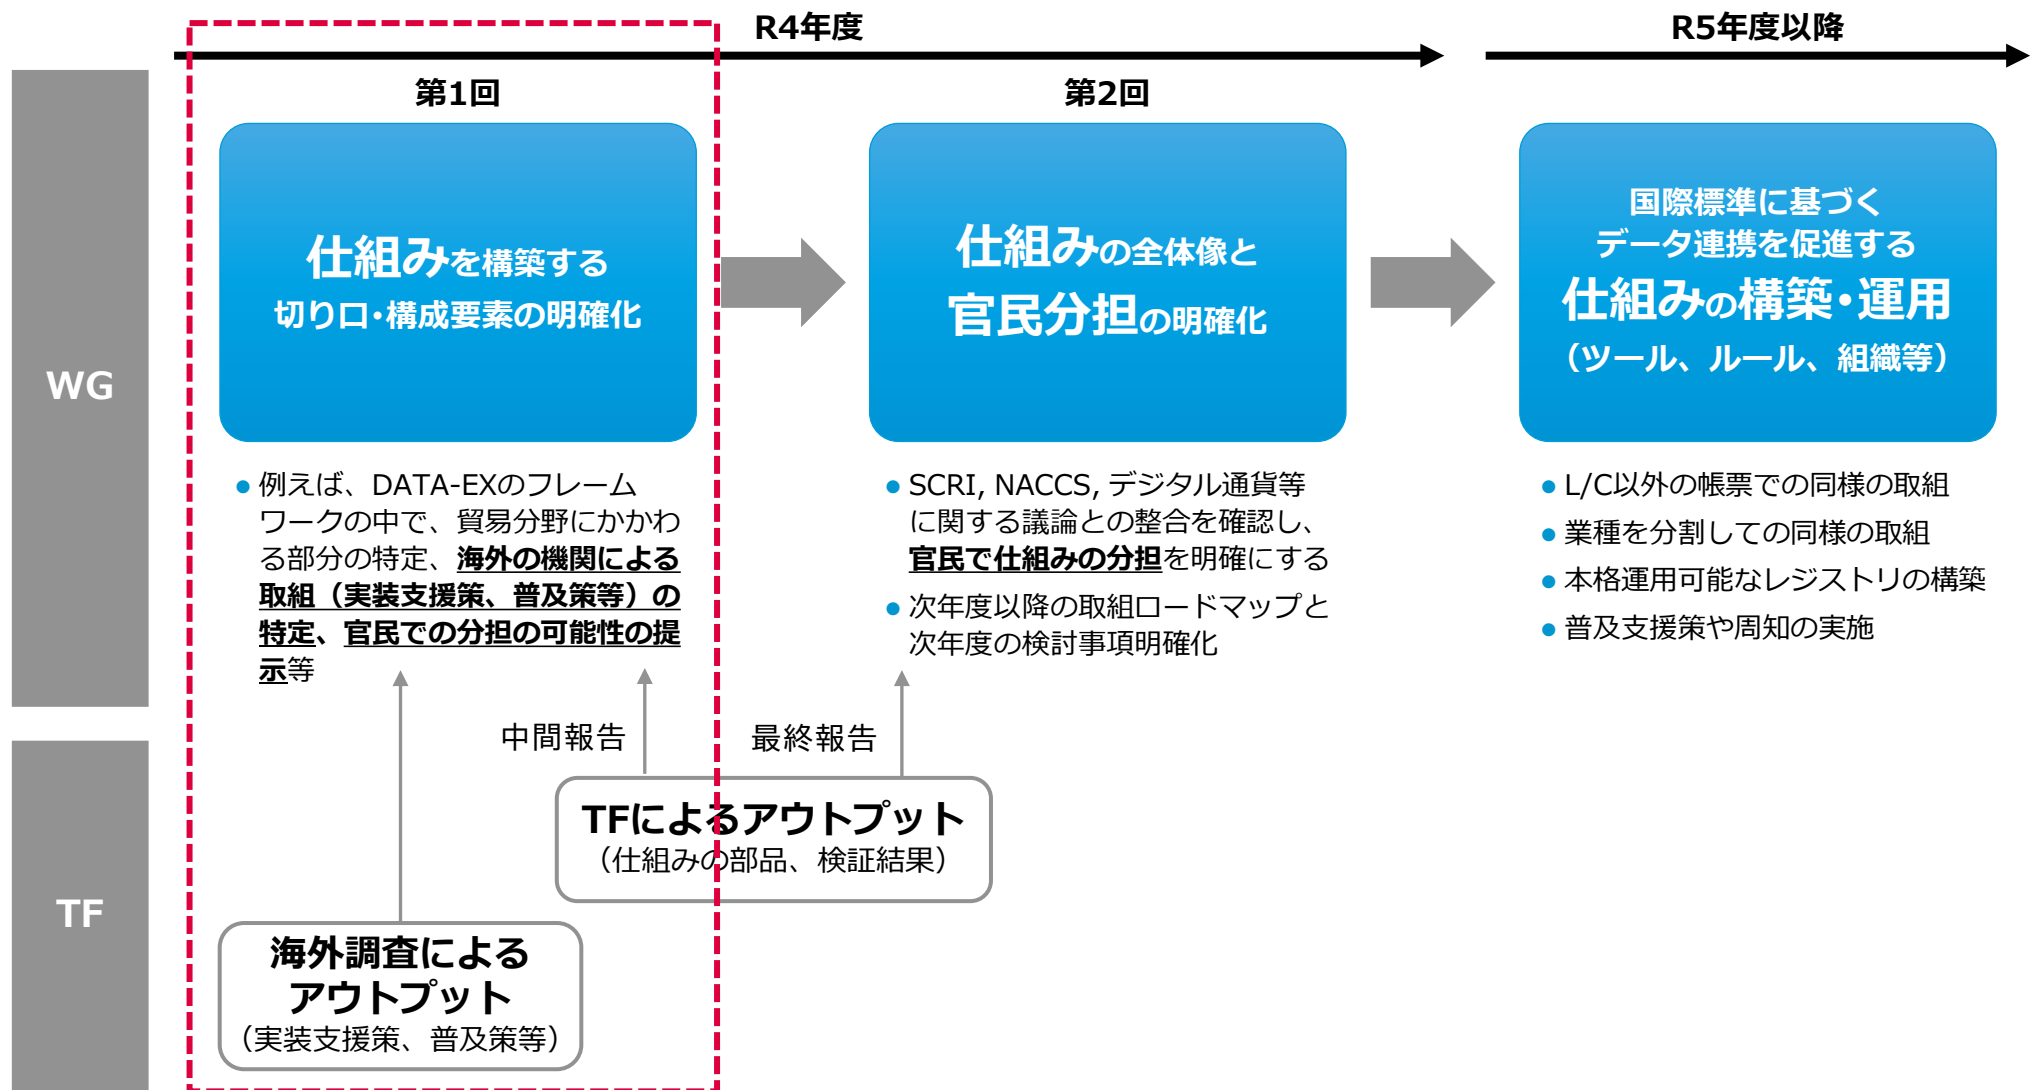 R4年度
R5年度以降
第1回
第2回
WG
仕組みを構築する
切り口・構成要素の明確化
仕組みの全体像と
官民分担の明確化
国際標準に基づく
データ連携を促進する
仕組みの構築・運用
（ツール、ルール、組織等）
● 例えば、DATA-EXのフレーム
ワークの中で、貿易分野にかかわ
る部分の特定、海外の機関による
取組（実装支援策、普及策等）の
特定、官民での分担の可能性の提
示等
● SCRI, NACCS, デジタル通貨等
に関する議論との整合を確認し、
官民で仕組みの分担を明確にする
● 次年度以降の取組ロードマップと
次年度の検討事項明確化
● L/C以外の帳票での同様の取組
● 業種を分割しての同様の取組
● 本格運用可能なレジストリの構築
● 普及支援策や周知の実施
中間報告
最終報告
TF
TFによるアウトプット
（仕組みの部品、検証結果）
海外調査による
アウトプット
（実装支援策、普及策等）